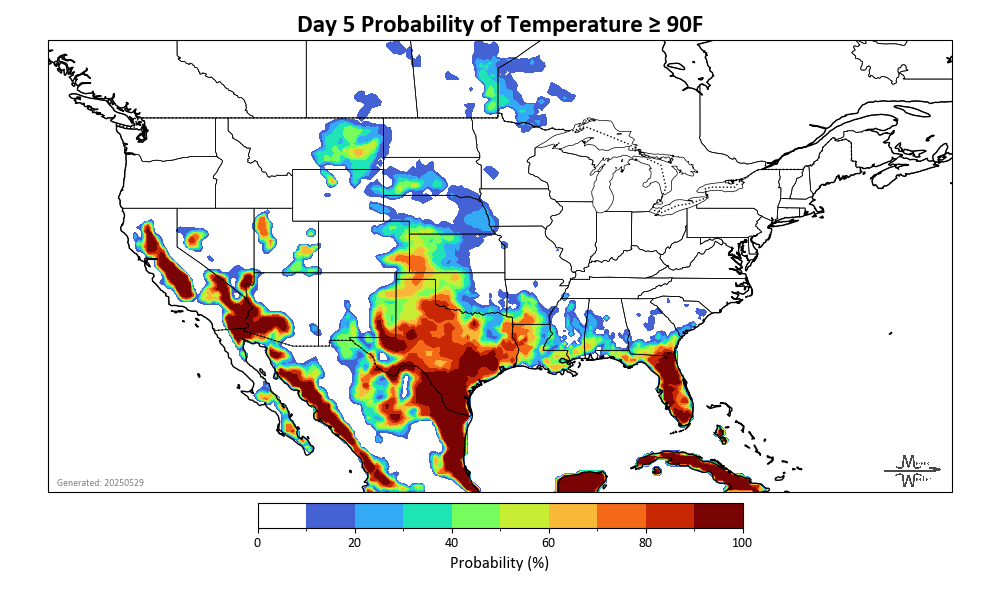 Day 5 Probability of Temperature ≥ 90F
Generated: 20250529
0 20 40 60 80 100
Probability (%)